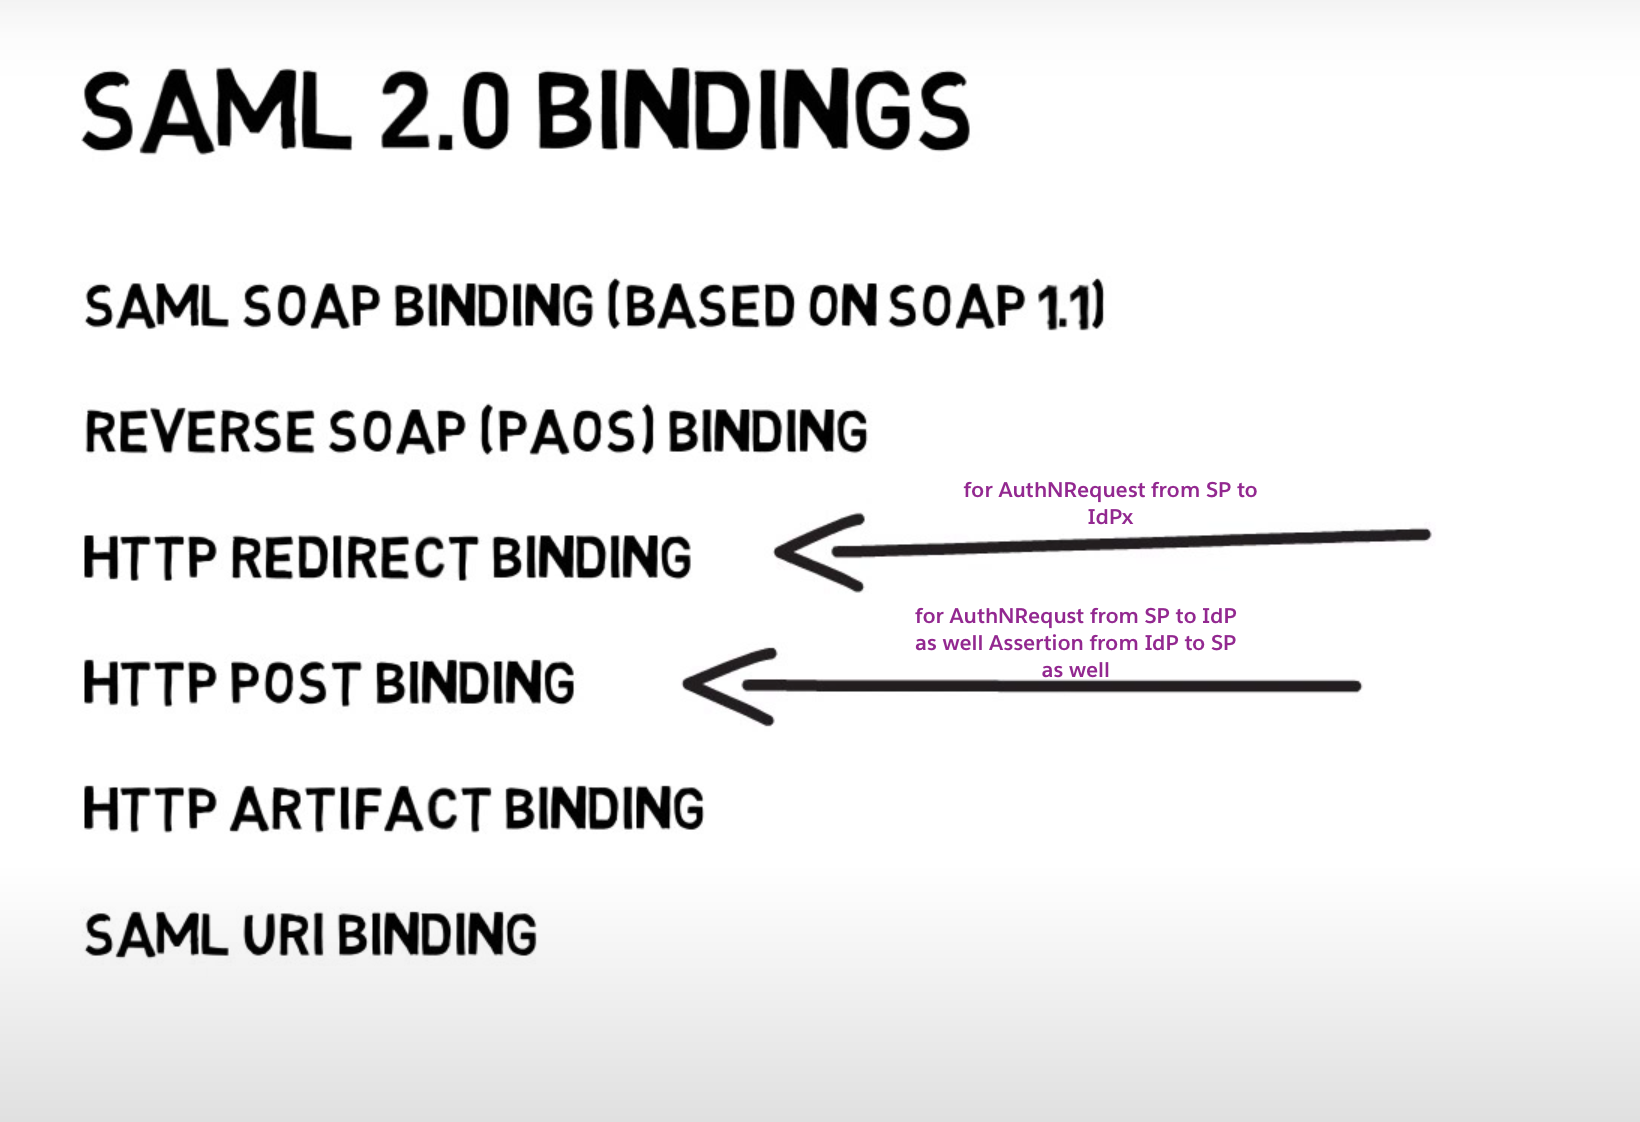 SAML 2.0 BINDINGS
SAML SOAP BINDING (BASED ON SOAP 1.1)
REVERSE SOAP (PAOS) BINDING
for AuthNRequest from SP to
IdPx
HTTP REDIRECT BINDING
for AuthNRequst from SP to IdP
as well Assertion from IdP to SP
as well
HTTP POST BINDING
HTTP ARTIFACT BINDING
SAML URI BINDING